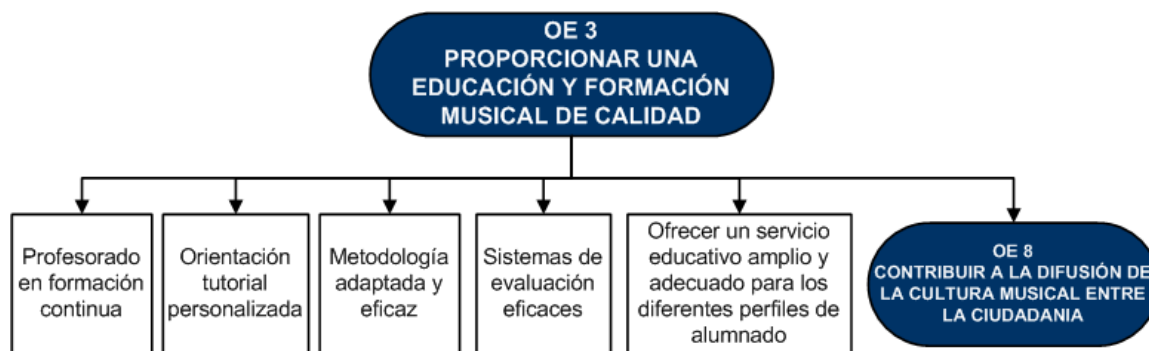 OE 3
PROPORCIONAR UNA
EDUCACIÓN Y FORMACIÓN
MUSICAL DE CALIDAD
Profesorado
en formación
continua
Orientación
tutorial
personalizada
Metodología
adaptada y
eficaz
Sistemas de
evaluación
eficaces
Ofrecer un servicio
educativo amplio y
adecuado para los
diferentes perfiles de
alumnado
OE 8
CONTRIBUIR A LA DIFUSIÓN DE
LA CULTURA MUSICAL ENTRE
LA CIUDADANIA